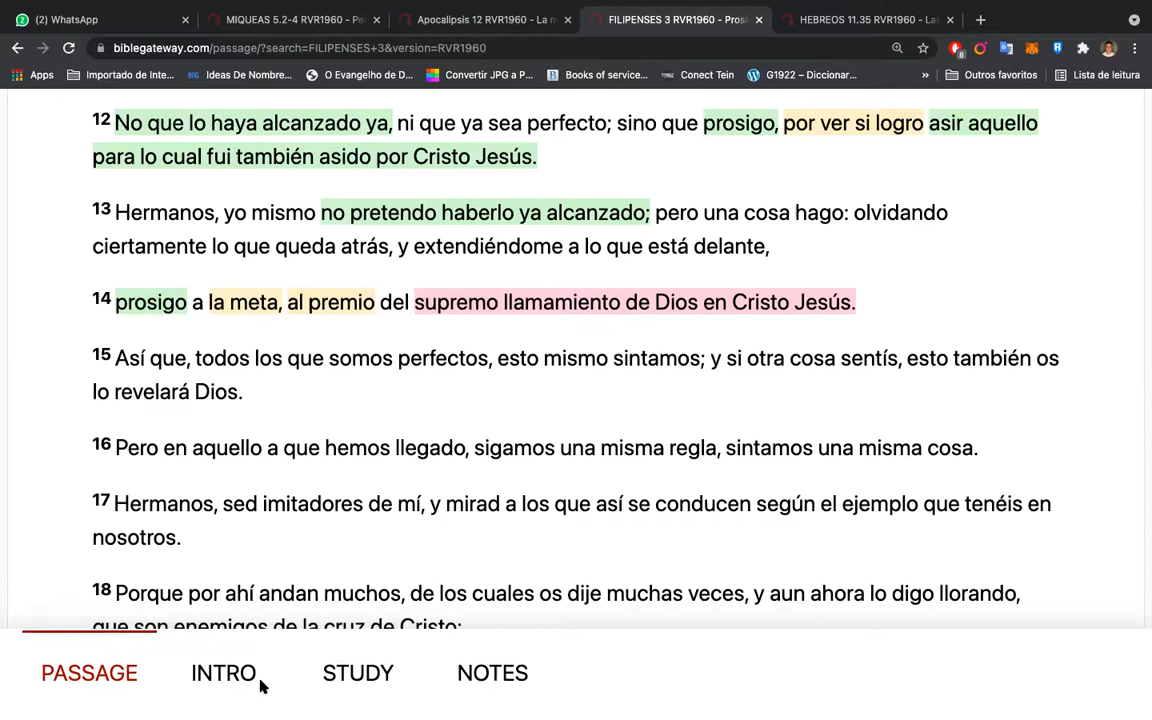 (2) WhatsApp
MIQUEAS 5.2-4 RVR1960 - Pe
Apocalipsis 12 RVR1960 - La n
FILIPENSES 3 RVR1960 - Prosi
HEBREOS 11.35 RVR1960 - La
biblegateway.com/passage/?search=FILIPENSES+3&version=RVR1960
8
Apps
Importado de Inte...
Ideas De Nombre...
O Evangelho de D...
Convertir JPG a P...
Books of service...
Conect Tein
G1922 – Diccionar...
»
Outros favoritos
Lista de leitura
12 No que lo haya alcanzado ya, ni que ya sea perfecto; sino que prosigo, por ver si logro asir aquello
para lo cual fui también asido por Cristo Jesús.
13 Hermanos, yo mismo no pretendo haberlo ya alcanzado; pero una cosa hago: olvidando
ciertamente lo que queda atrás, y extendiéndome a lo que está delante,
14 prosigo a la meta, al premio del supremo llamamiento de Dios en Cristo Jesús.
15 Así que, todos los que somos perfectos, esto mismo sintamos; y si otra cosa sentís, esto también os
lo revelará Dios.
16 Pero en aquello a que hemos llegado, sigamos una misma regla, sintamos una misma cosa.
17 Hermanos, sed imitadores de mí, y mirad a los que así se conducen según el ejemplo que tenéis en
nosotros.
18 Porque por ahí andan muchos, de los cuales os dije muchas veces, y aun ahora lo digo llorando,
que son enemigos de la cruz de Cristo;
PASSAGE
INTRO
STUDY
NOTES